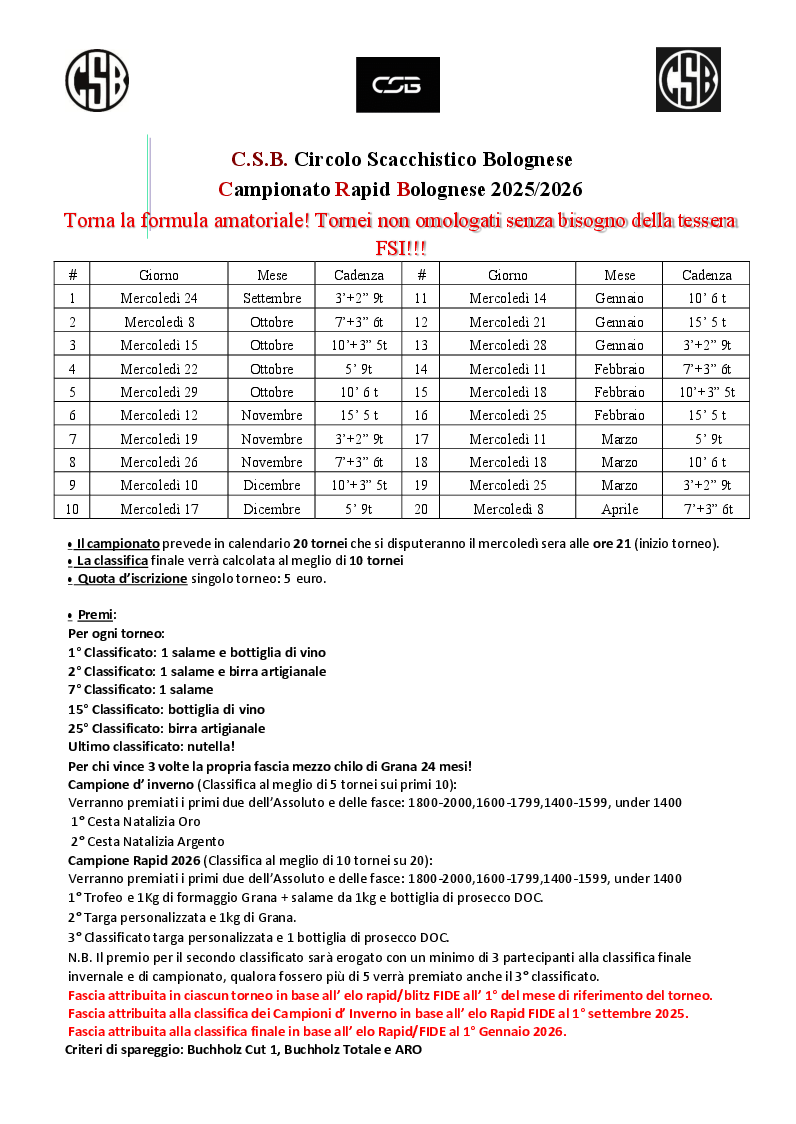 CSB CSB CSB
C.S.B. Circolo Scacchistico Bolognese
Campionato Rapid Bolognese 2025/2026
Torna la formula amatoriale! Tornei non omologati senza bisogno della tessera
FSI!!!
# Giorno Mese Cadenza # Giorno Mese Cadenza
1 Mercoledì 24 Settembre 3’+2” 9t 11 Mercoledì 14 Gennaio 10’ 6 t
2 Mercoledì 8 Ottobre 7’+3” 6t 12 Mercoledì 21 Gennaio 15’ 5 t
3 Mercoledì 15 Ottobre 10’+3” 5t 13 Mercoledì 28 Gennaio 3’+2” 9t
4 Mercoledì 22 Ottobre 5’ 9t 14 Mercoledì 11 Febbraio 7’+3” 6t
5 Mercoledì 29 Ottobre 10’ 6 t 15 Mercoledì 18 Febbraio 10’+3” 5t
6 Mercoledì 12 Novembre 15’ 5 t 16 Mercoledì 25 Febbraio 15’ 5 t
7 Mercoledì 19 Novembre 3’+2” 9t 17 Mercoledì 11 Marzo 5’ 9t
8 Mercoledì 26 Novembre 7’+3” 6t 18 Mercoledì 18 Marzo 10’ 6 t
9 Mercoledì 10 Dicembre 10’+3” 5t 19 Mercoledì 25 Marzo 3’+2” 9t
10 Mercoledì 17 Dicembre 5’ 9t 20 Mercoledì 8 Aprile 7’+3” 6t
• Il campionato prevede in calendario 20 tornei che si disputeranno il mercoledì sera alle ore 21 (inizio torneo).
• La classifica finale verrà calcolata al meglio di 10 tornei
• Quota d’iscrizione singolo torneo: 5 euro.
• Premi:
Per ogni torneo:
1° Classificato: 1 salame e bottiglia di vino
2° Classificato: 1 salame e birra artigianale
7° Classificato: 1 salame
15° Classificato: bottiglia di vino
25° Classificato: birra artigianale
Ultimo classificato: nutella!
Per chi vince 3 volte la propria fascia mezzo chilo di Grana 24 mesi!
Campione d’ inverno (Classifica al meglio di 5 tornei sui primi 10):
Verranno premiati i primi due dell’Assoluto e delle fasce: 1800-2000,1600-1799,1400-1599, under 1400
1° Cesta Natalizia Oro
2° Cesta Natalizia Argento
Campione Rapid 2026 (Classifica al meglio di 10 tornei su 20):
Verranno premiati i primi due dell’Assoluto e delle fasce: 1800-2000,1600-1799,1400-1599, under 1400
1° Trofeo e 1Kg di formaggio Grana + salame da 1kg e bottiglia di prosecco DOC.
2° Targa personalizzata e 1kg di Grana.
3° Classificato targa personalizzata e 1 bottiglia di prosecco DOC.
N.B. Il premio per il secondo classificato sarà erogato con un minimo di 3 partecipanti alla classifica finale
invernale e di campionato, qualora fossero più di 5 verrà premiato anche il 3° classificato.
Fascia attribuita in ciascun torneo in base all’ elo rapid/blitz FIDE all’ 1° del mese di riferimento del torneo.
Fascia attribuita alla classifica dei Campioni d’ Inverno in base all’ elo Rapid FIDE al 1° settembre 2025.
Fascia attribuita alla classifica finale in base all’ elo Rapid/FIDE al 1° Gennaio 2026.
Criteri di spareggio: Buchholz Cut 1, Buchholz Totale e ARO